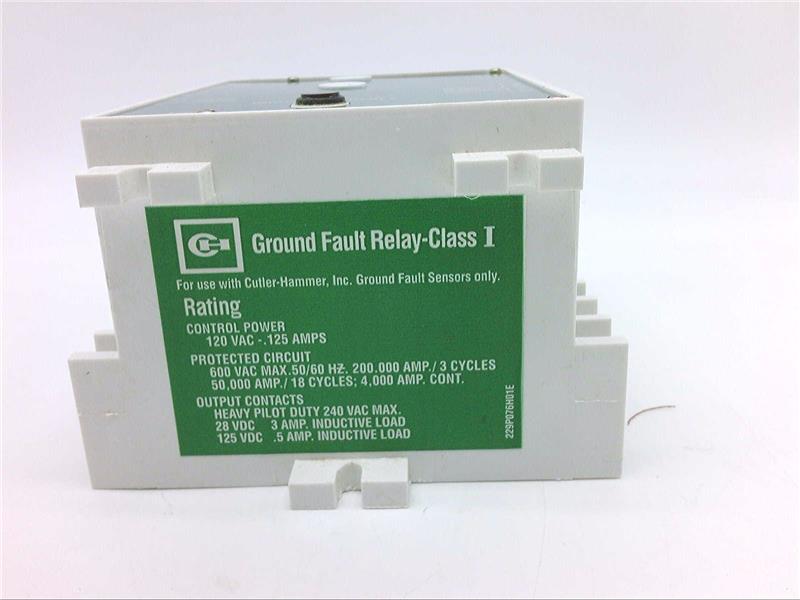 CH Ground Fault Relay-Class I
For use with Cutler-Hammer, Inc. Ground Fault Sensors only.
Rating
CONTROL POWER
120 VAC -.125 AMPS
PROTECTED CIRCUIT
600 VAC MAX.50/60 HZ. 200.000 AMP./3 CYCLES
50,000 AMP./18 CYCLES; 4,000 AMP. CONT.
OUTPUT CONTACTS
HEAVY PILOT DUTY 240 VAC MAX.
28 VDC 3 AMP. INDUCTIVE LOAD
125 VDC .5 AMP. INDUCTIVE LOAD
229P076H01E